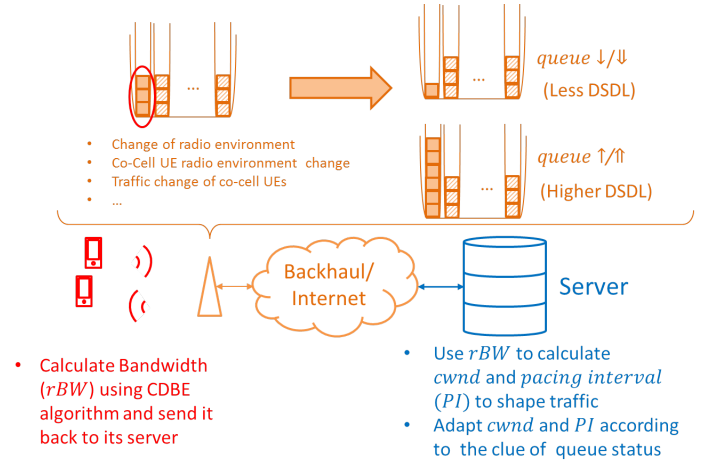 ...
...
queue ↓/⇓
(Less DSDL)
• Change of radio environment
• Co-Cell UE radio environment change
• Traffic change of co-cell UEs
• ...
...
queue ↑/⇑
(Higher DSDL)
Backhaul/
Internet
Server
• Calculate Bandwidth
(rBW) using CDBE
algorithm and send it
back to its server
• Use rBW to calculate
cwnd and pacing interval
(PI) to shape traffic
• Adapt cwnd and PI according
to the clue of queue status